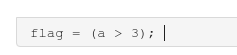 flag = (a > 3);